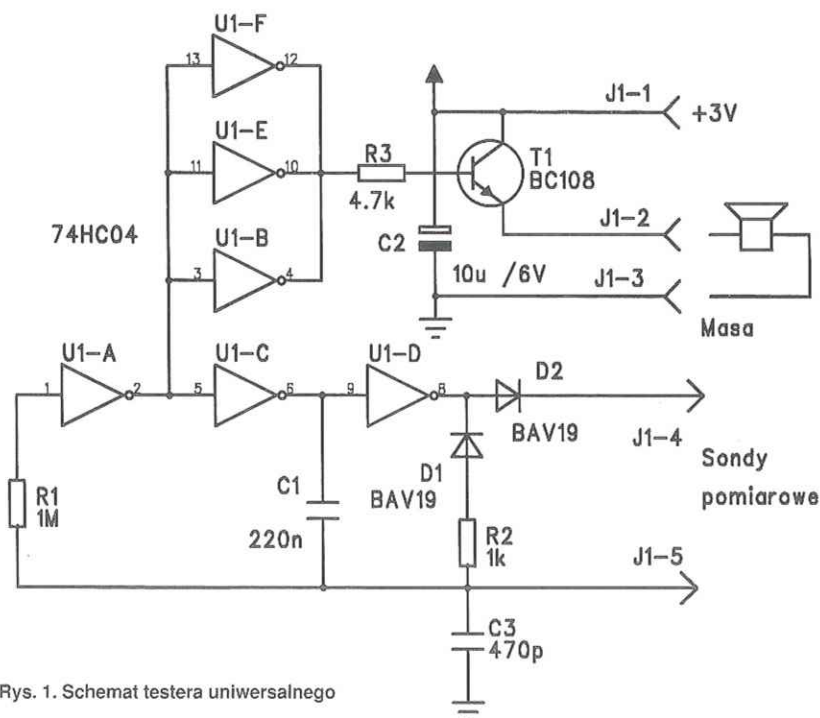 U1-F
13
12
U1-E
11
10
U1-B
3
4
74HC04
R3
4.7k
T1
BC108
J1-1
+3V
J1-2
C2
10u /6V
J1-3
Masa
U1-A
1
2
U1-C
5
6
U1-D
9
8
D2
BAV19
J1-4
Sondy
pomiarowe
D1
BAV19
C1
220n
R1
1M
R2
1k
J1-5
C3
470p
Rys. 1. Schemat testera uniwersalnego